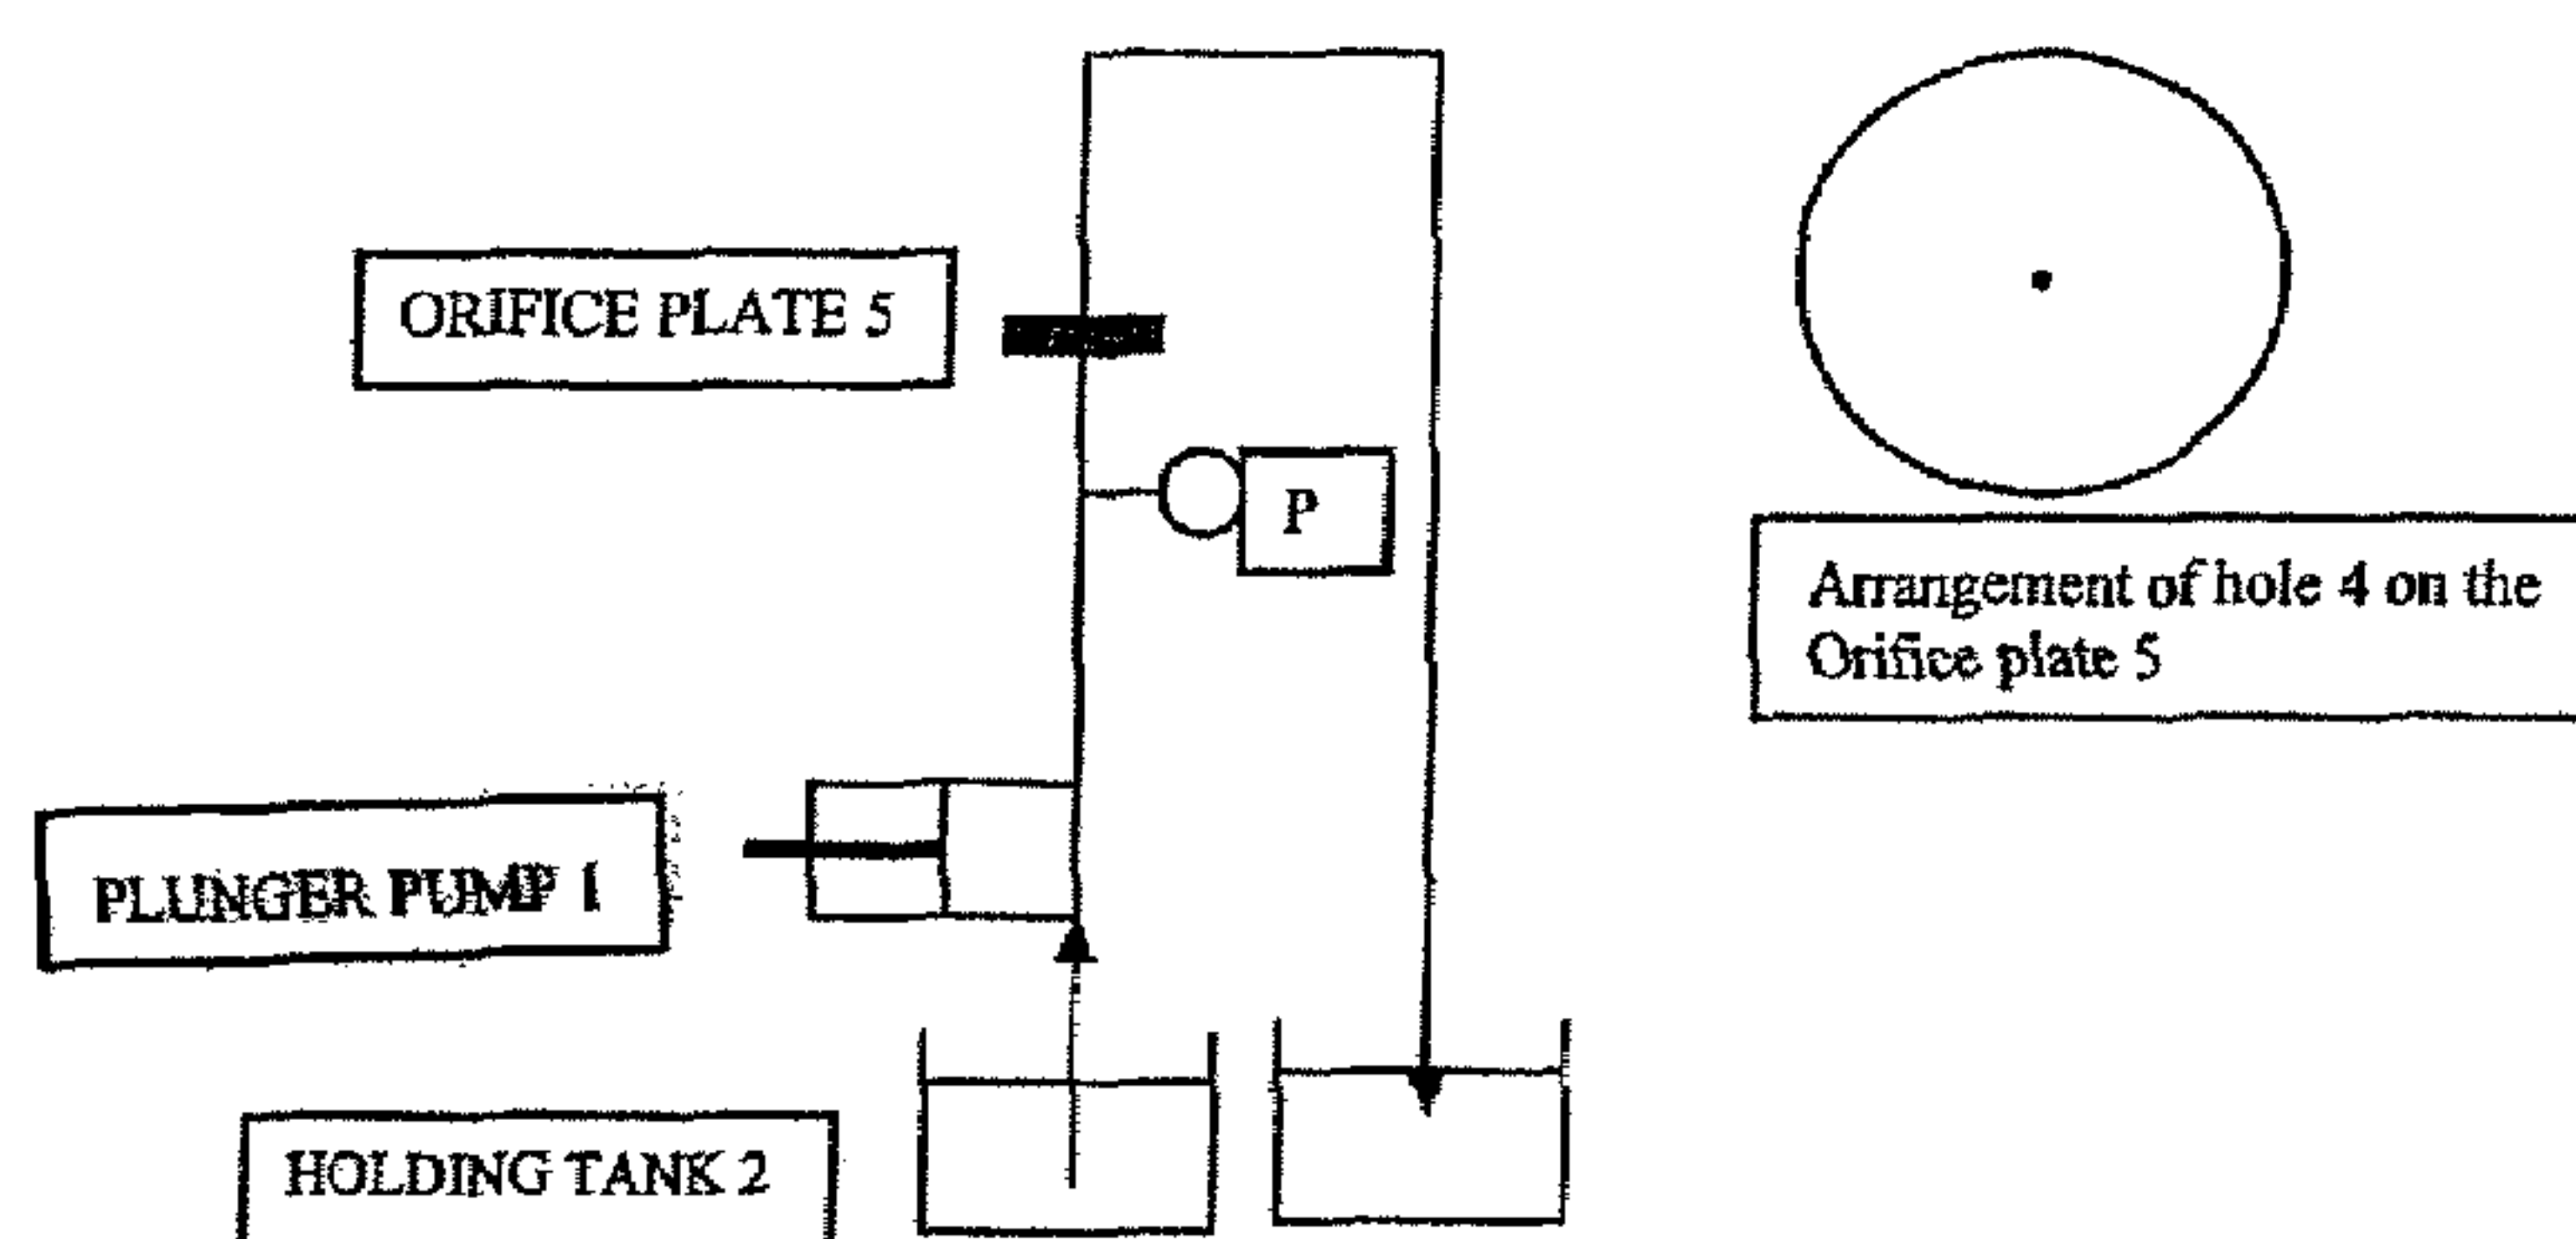 ORIFICE PLATE 5
P
Arrangement of hole 4 on the
Orifice plate 5
PLUNGER PUMP 1
HOLDING TANK 2